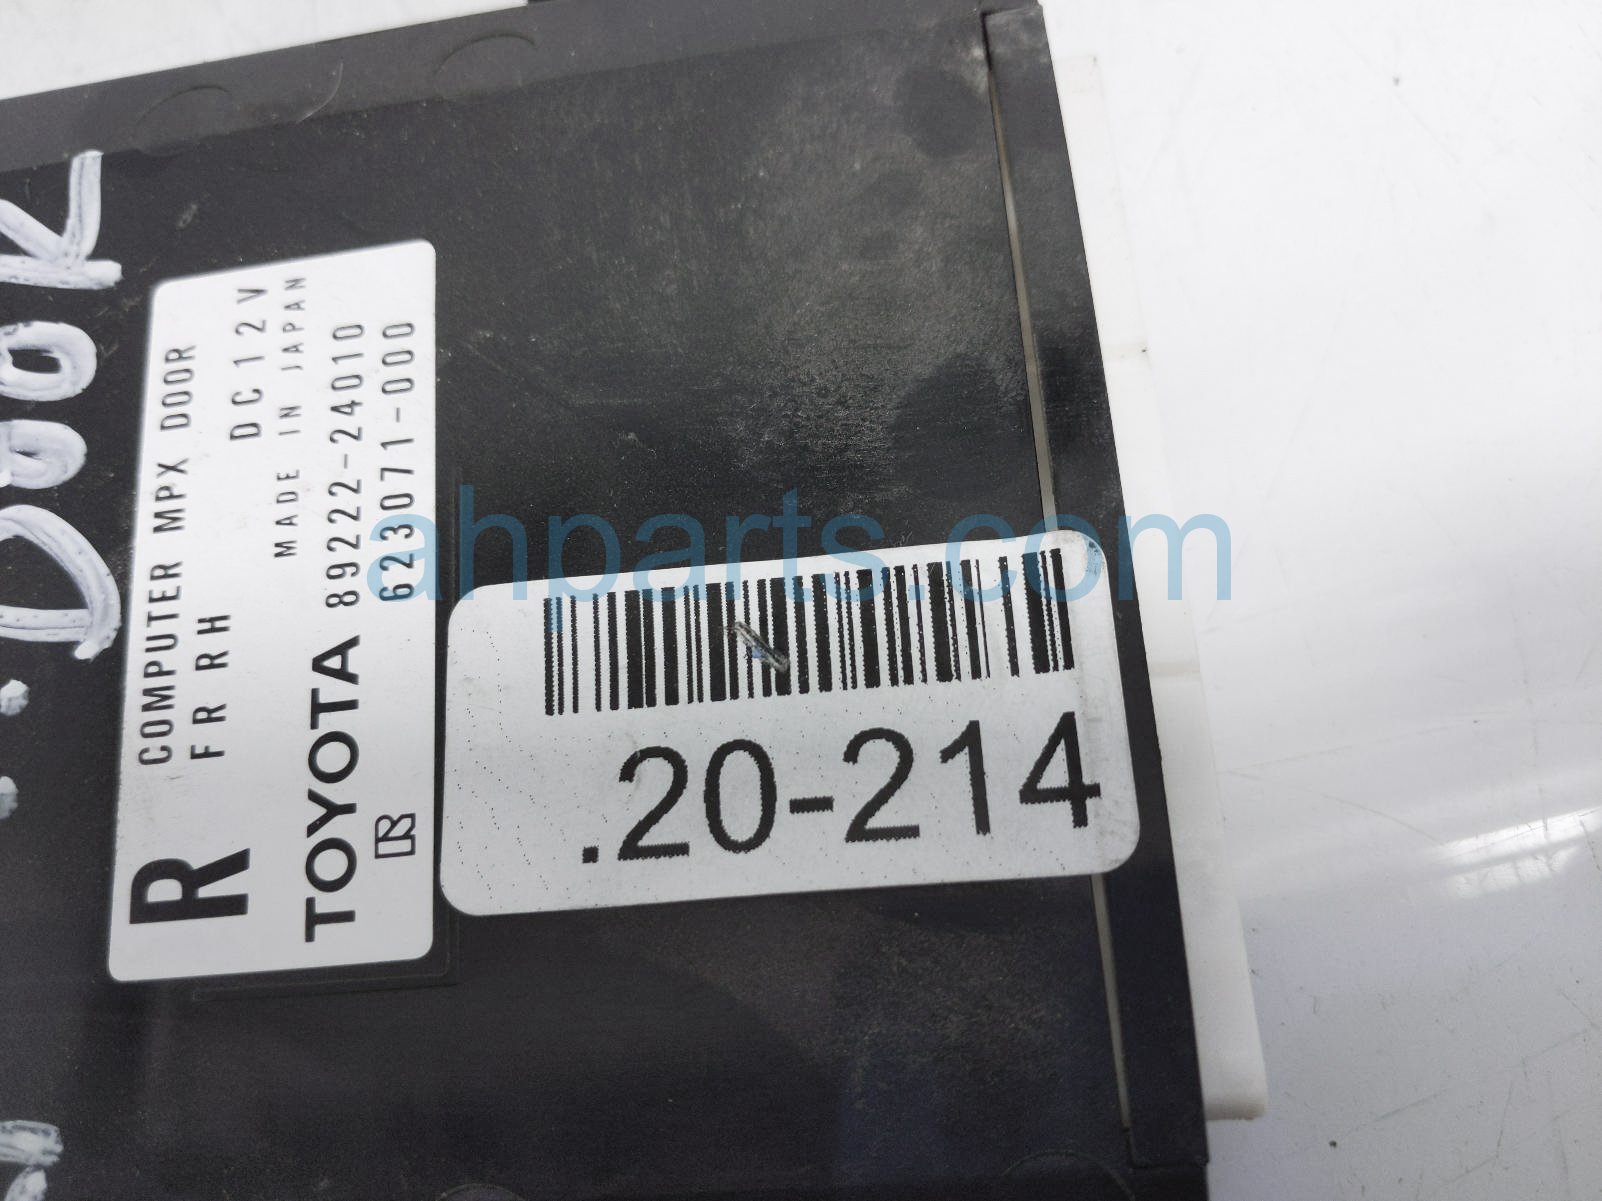 COMPUTER MPX DOOR
FR RH DC12V
MADE IN JAPAN
R
TOYOTA 89222-24010
623071-000
.20-214
ahparts.com